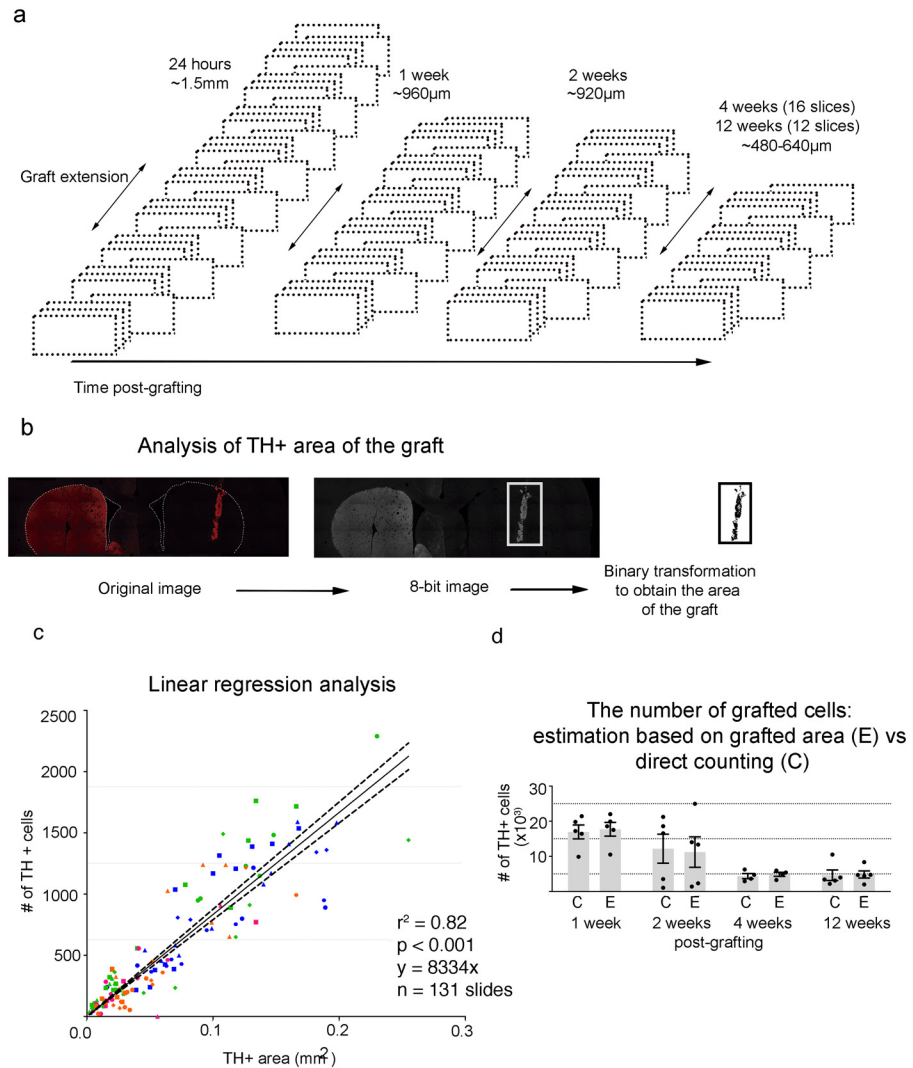 a
24 hours
~1.5mm
1 week
~960µm
2 weeks
~920µm
4 weeks (16 slices)
12 weeks (12 slices)
~480-640µm
Graft extension
Time post-grafting
b
Analysis of TH+ area of the graft
Original image
8-bit image
Binary transformation
to obtain the area
of the graft
c
Linear regression analysis
2500
2000
1500
1000
500
0
# of TH + cells
r² = 0.82
p < 0.001
y = 8334x
n = 131 slides
0.0
0.1
0.2
0.3
TH+ area (mm²)
d
The number of grafted cells:
estimation based on grafted area (E) vs
direct counting (C)
# of TH+ cells
(x10³⁾)
30
20
10
C E C E C E C E
1 week 2 weeks 4 weeks 12 weeks
post-grafting